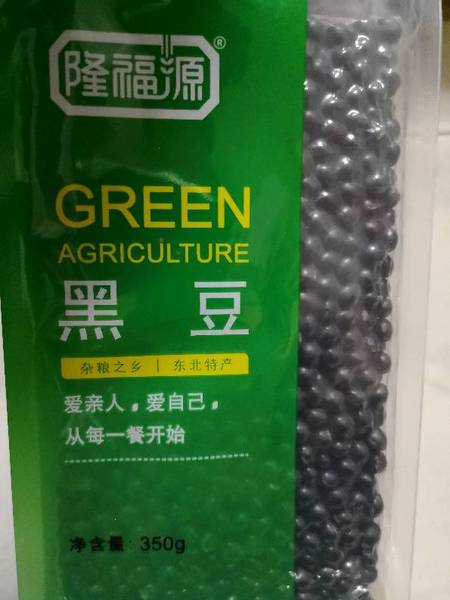 隆福源®
GREEN
AGRICULTURE
黑豆
杂粮之乡 | 东北特产
爱亲人，爱自己，
从每一餐开始
净含量: 350g